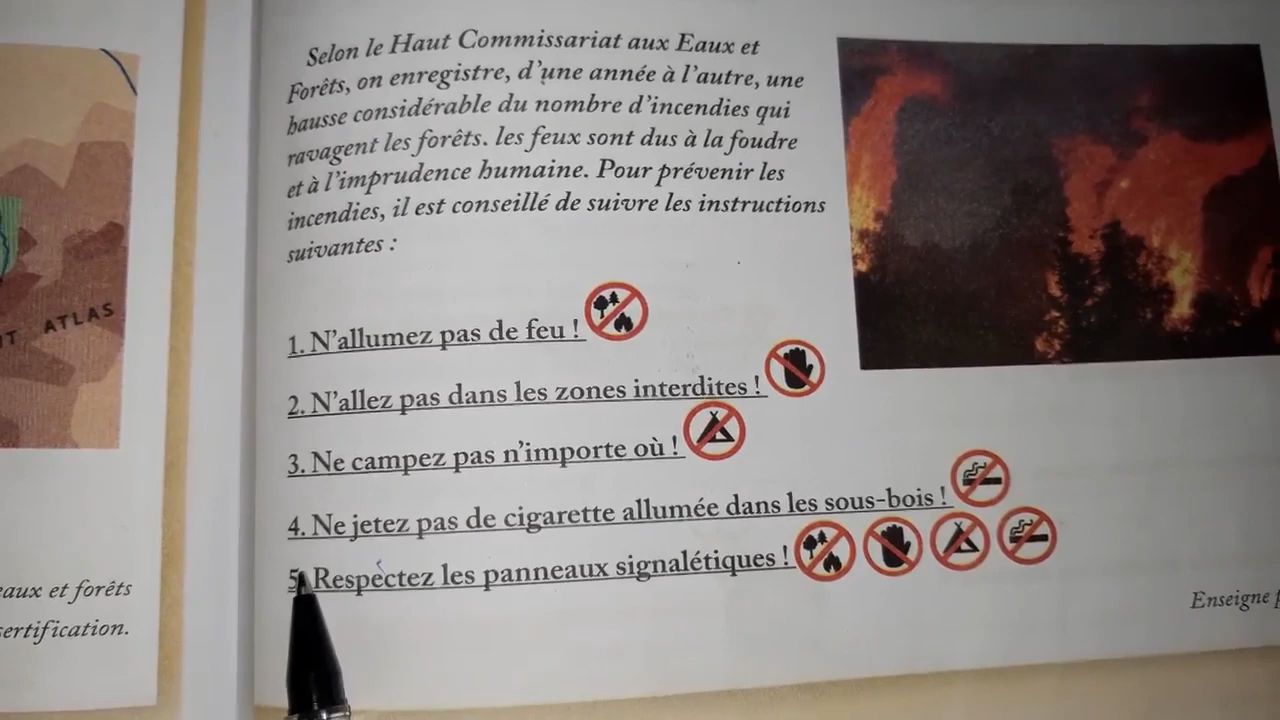 Selon le Haut Commissariat aux Eaux et
Forêts, on enregistre, d'une année à l'autre, une
hausse considérable du nombre d'incendies qui
ravagent les forêts. les feux sont dus à la foudre
et à l'imprudence humaine. Pour prévenir les
incendies, il est conseillé de suivre les instructions
suivantes :
1. N'allumez pas de feu !
2. N'allez pas dans les zones interdites !
3. Ne campez pas n'importe où !
4. Ne jetez pas de cigarette allumée dans les sous-bois !
5. Respectez les panneaux signalétiques !
ATLAS
eaux et forêts
Enseigne